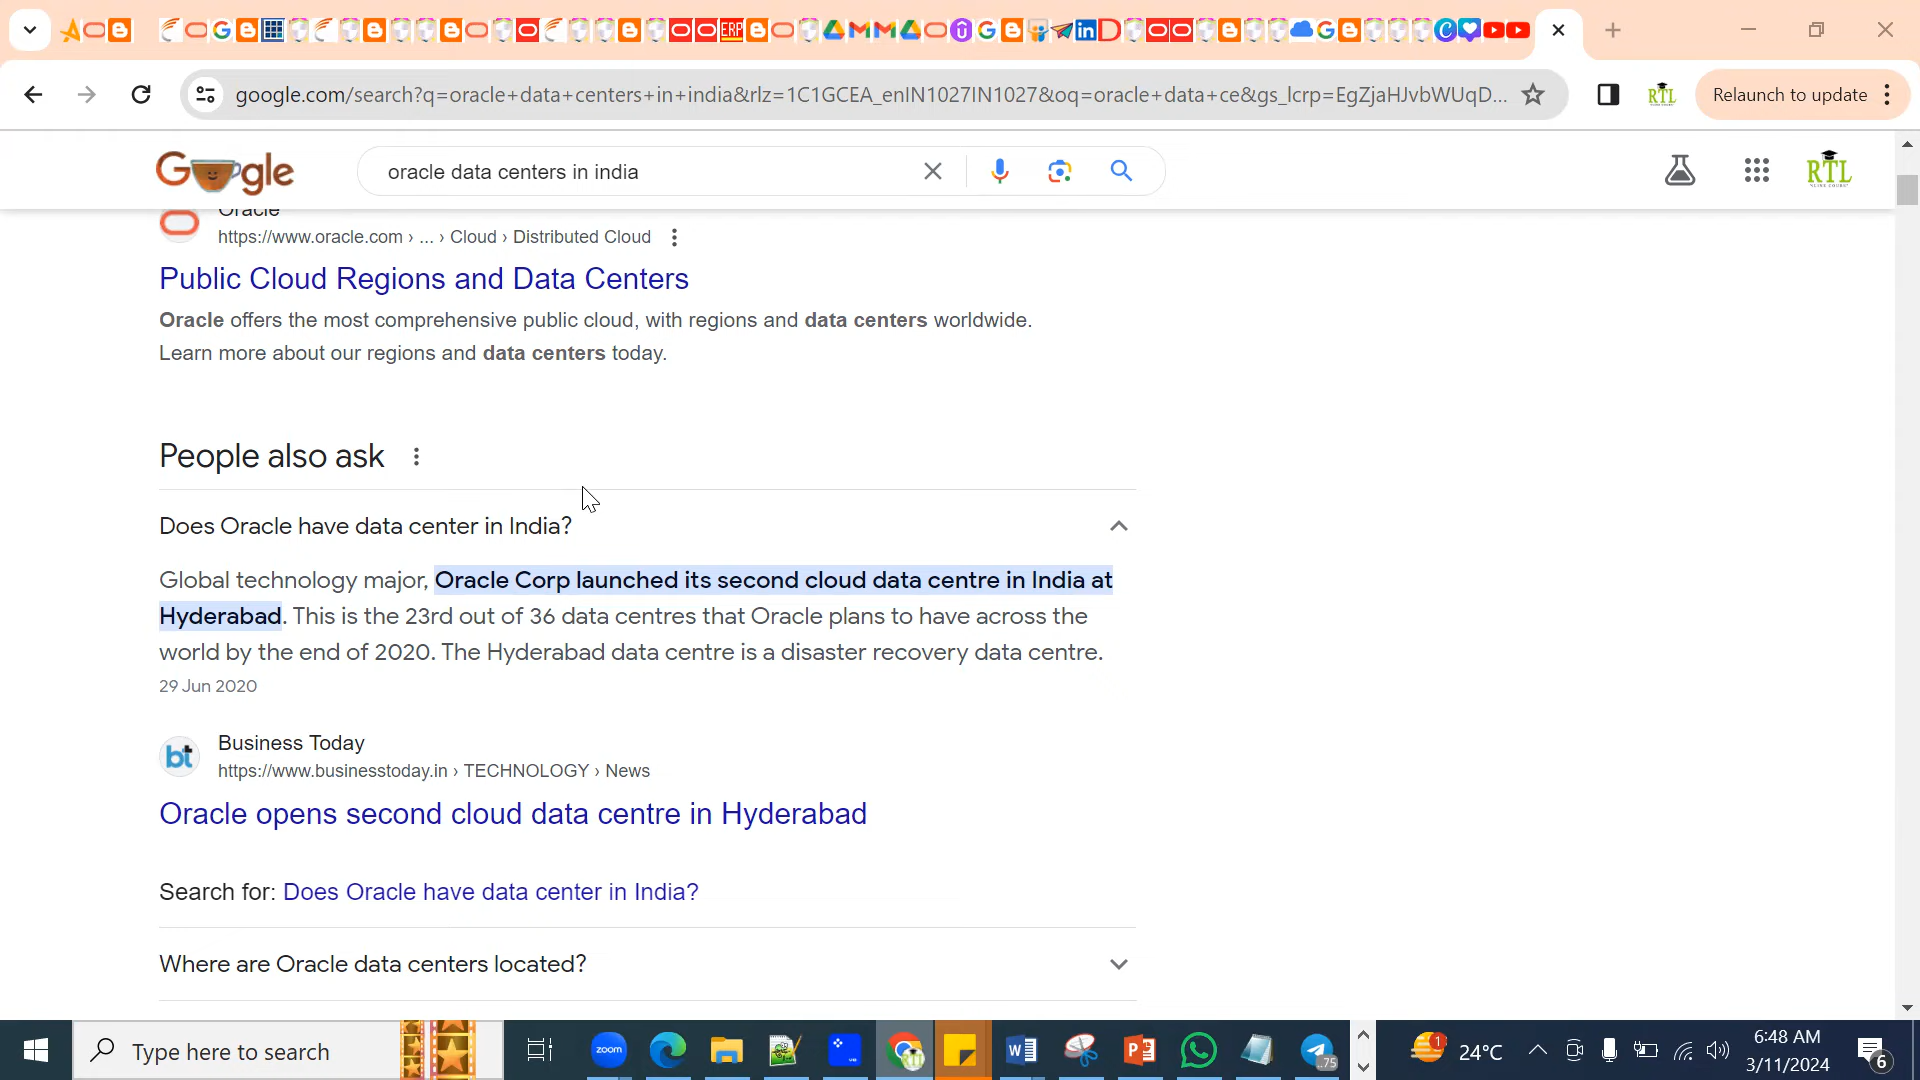 google.com/search?q=oracle+data+centers+in+india&rlz=1C1GCEA_enIN1027IN1027&oq=oracle+data+ce&gs_lcrp=EgZjaHJvbWUqD...
RTL
Relaunch to update
Google
oracle data centers in india
RTL
Oracle
https://www.oracle.com › ... › Cloud › Distributed Cloud
Public Cloud Regions and Data Centers
Oracle offers the most comprehensive public cloud, with regions and data centers worldwide.
Learn more about our regions and data centers today.
People also ask
Does Oracle have data center in India?
Global technology major, Oracle Corp launched its second cloud data centre in India at
Hyderabad. This is the 23rd out of 36 data centres that Oracle plans to have across the
world by the end of 2020. The Hyderabad data centre is a disaster recovery data centre.
29 Jun 2020
bt
Business Today
https://www.businesstoday.in › TECHNOLOGY › News
Oracle opens second cloud data centre in Hyderabad
Search for: Does Oracle have data center in India?
Where are Oracle data centers located?
Type here to search
zoom
.75
1
24°C
6:48 AM
3/11/2024
6